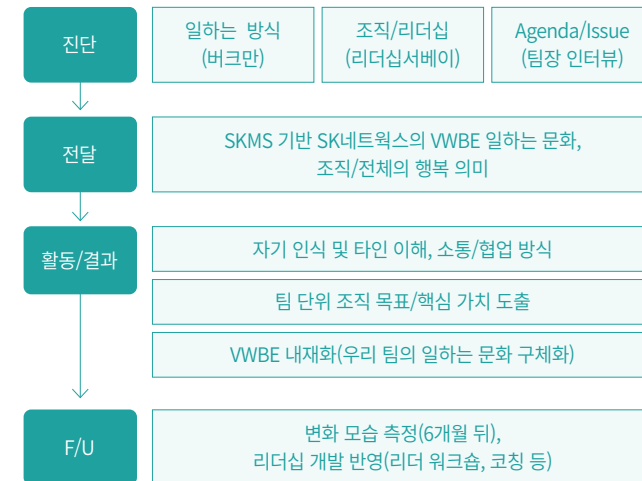 진단
일하는 방식
(버크만)
조직/리더십
(리더십서베이)
Agenda/Issue
(팀장 인터뷰)
전달
SKMS 기반 SK네트웍스의 VWBE 일하는 문화,
조직/전체의 행복 의미
활동/결과
자기 인식 및 타인 이해, 소통/협업 방식
팀 단위 조직 목표/핵심 가치 도출
VWBE 내재화(우리 팀의 일하는 문화 구체화)
F/U
변화 모습 측정(6개월 뒤),
리더십 개발 반영(리더 워크숍, 코칭 등)